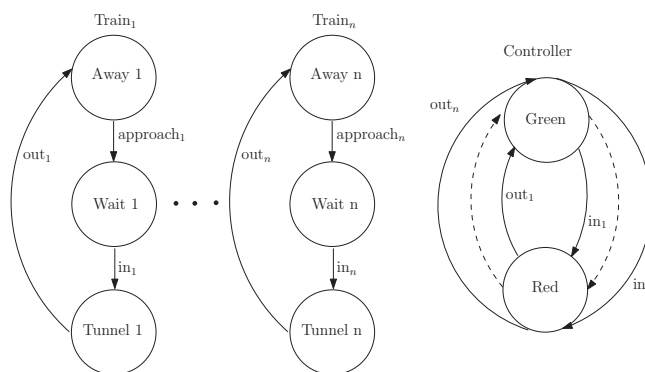 Train₁
Away 1
approach₁
out₁
Wait 1
in₁
Tunnel 1
. . .
Trainₙ
Away n
approachₙ
outₙ
Wait n
inₙ
Tunnel n
Controller
outₙ
Green
out₁
in₁
Red
in